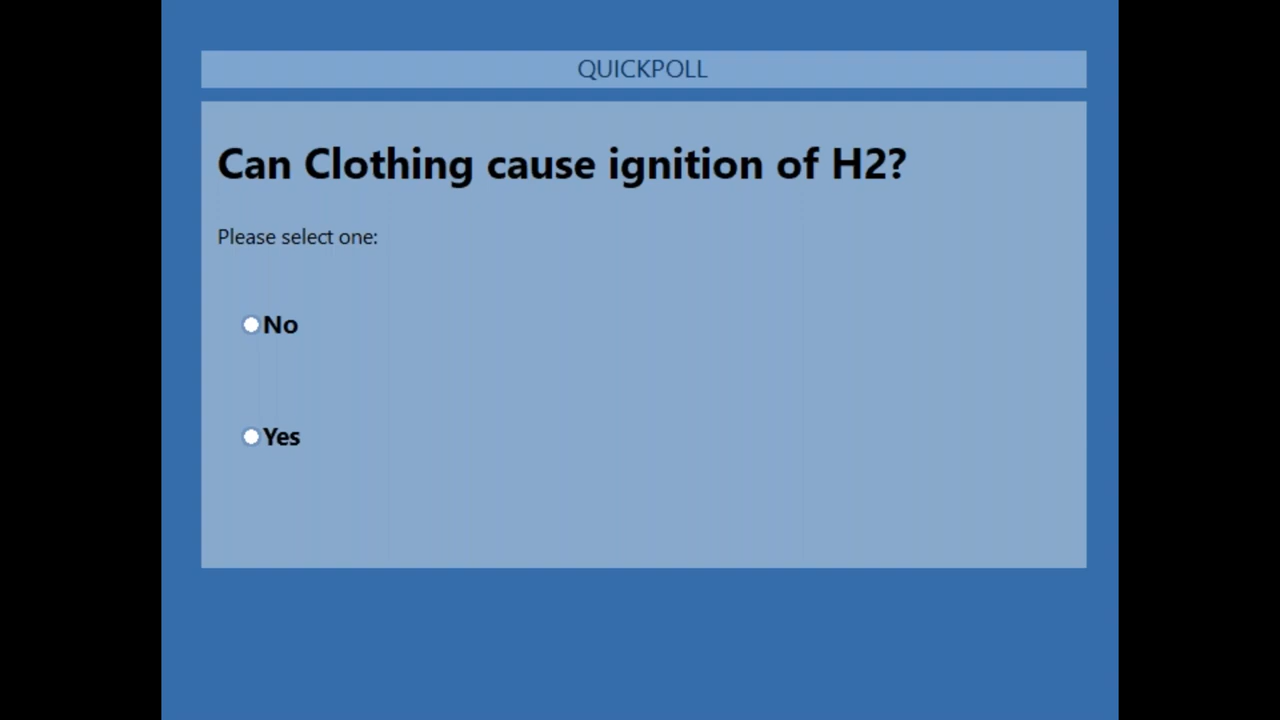 QUICKPOLL
Can Clothing cause ignition of H2?
Please select one:
No
Yes